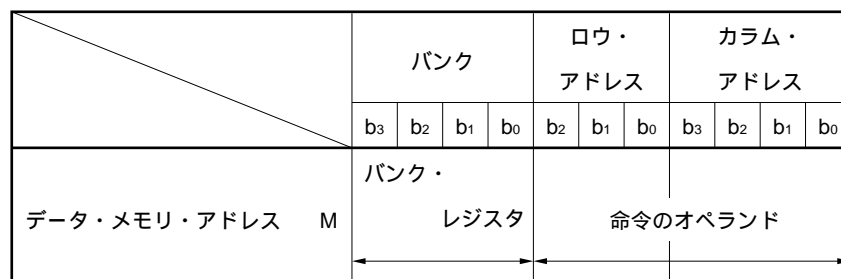 バンク
ロウ・
アドレス
カラム・
アドレス
b3 b2 b1 b0 b2 b1 b0 b3 b2 b1 b0
データ・メモリ・アドレス M
バンク・
レジスタ
命令のオペランド